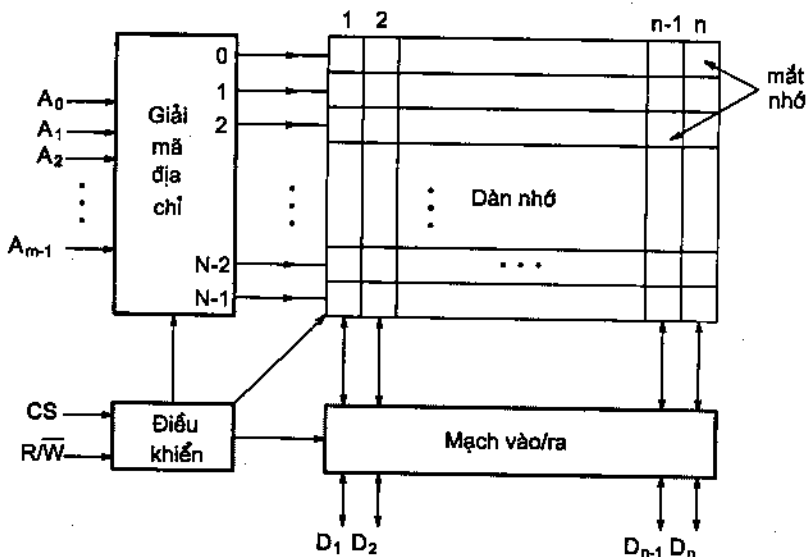 1 2 n-1 n
0
1
2
N-2
N-1
A0
A1
A2
Am-1
Giải
mã
địa
chỉ
mắt
nhớ
Dàn nhớ
CS
R/W̅
Điều
khiển
Mạch vào/ra
D1 D2 Dn-1 Dn